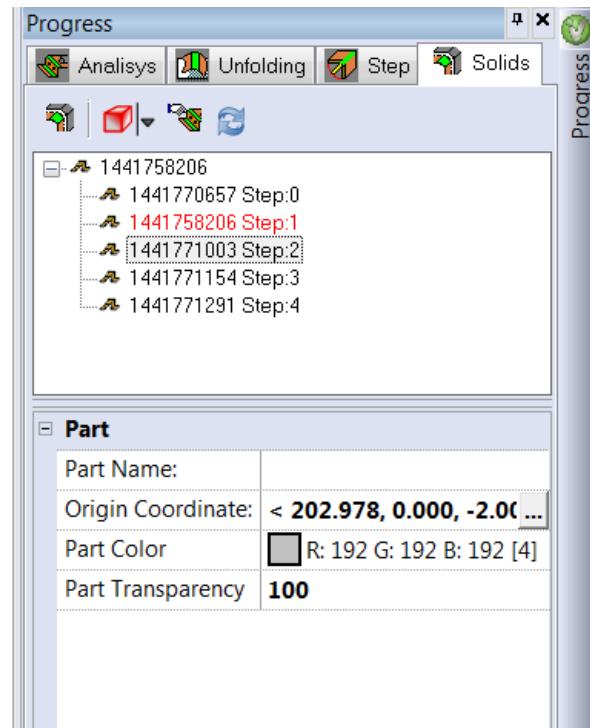 Progress
Analisys Unfolding Step Solids
Progress
1441758206
1441770657 Step:0
1441758206 Step:1
1441771003 Step:2
1441771154 Step:3
1441771291 Step:4
Part
Part Name:
Origin Coordinate: < 202.978, 0.000, -2.00 ...
Part Color R: 192 G: 192 B: 192 [4]
Part Transparency 100